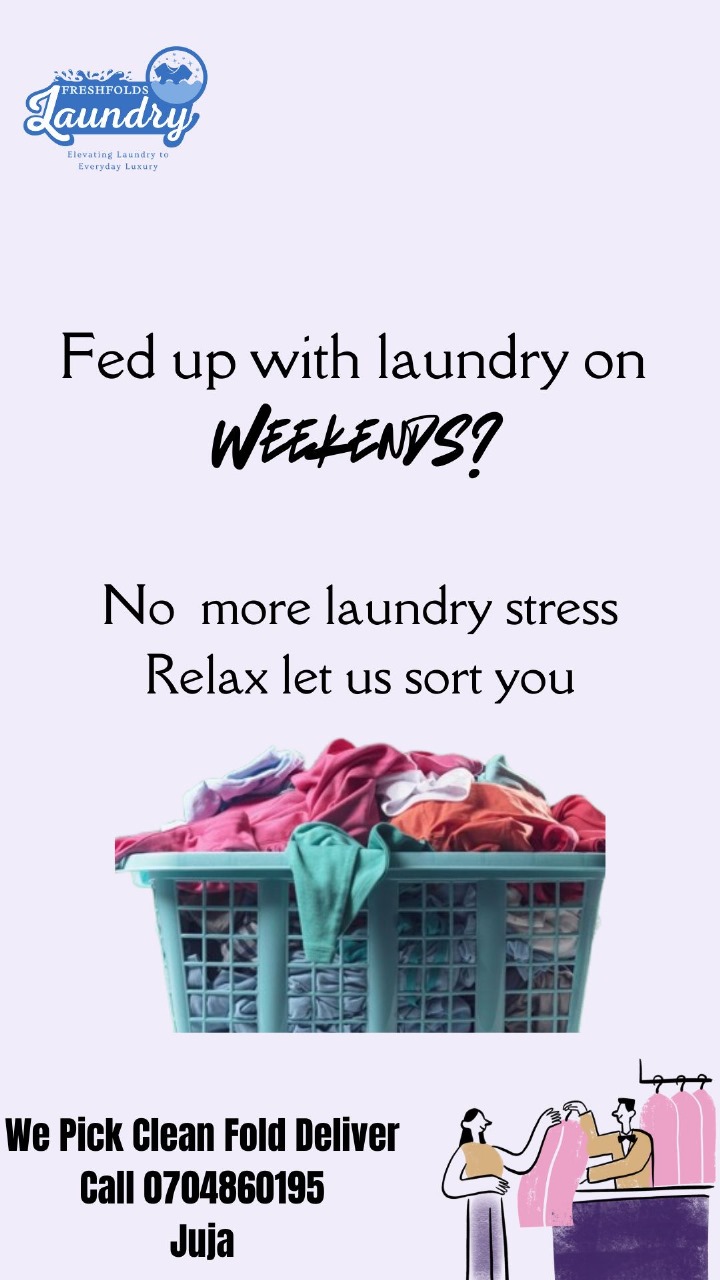 FRESHFOLDS
Laundry
Elevating Laundry to
Everyday Luxury
Fed up with laundry on
WEEKENDS?
No more laundry stress
Relax let us sort you
We Pick Clean Fold Deliver
Call 0704860195
Juja